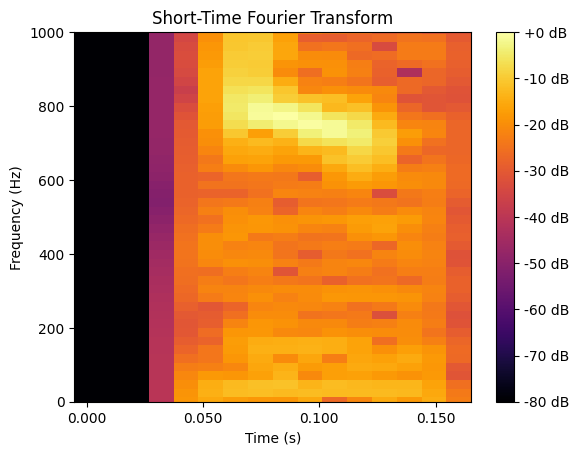 Short-Time Fourier Transform
1000
800
600
400
200
0
Frequency (Hz)
0.000
0.050
0.100
0.150
Time (s)
+0 dB
-10 dB
-20 dB
-30 dB
-40 dB
-50 dB
-60 dB
-70 dB
-80 dB